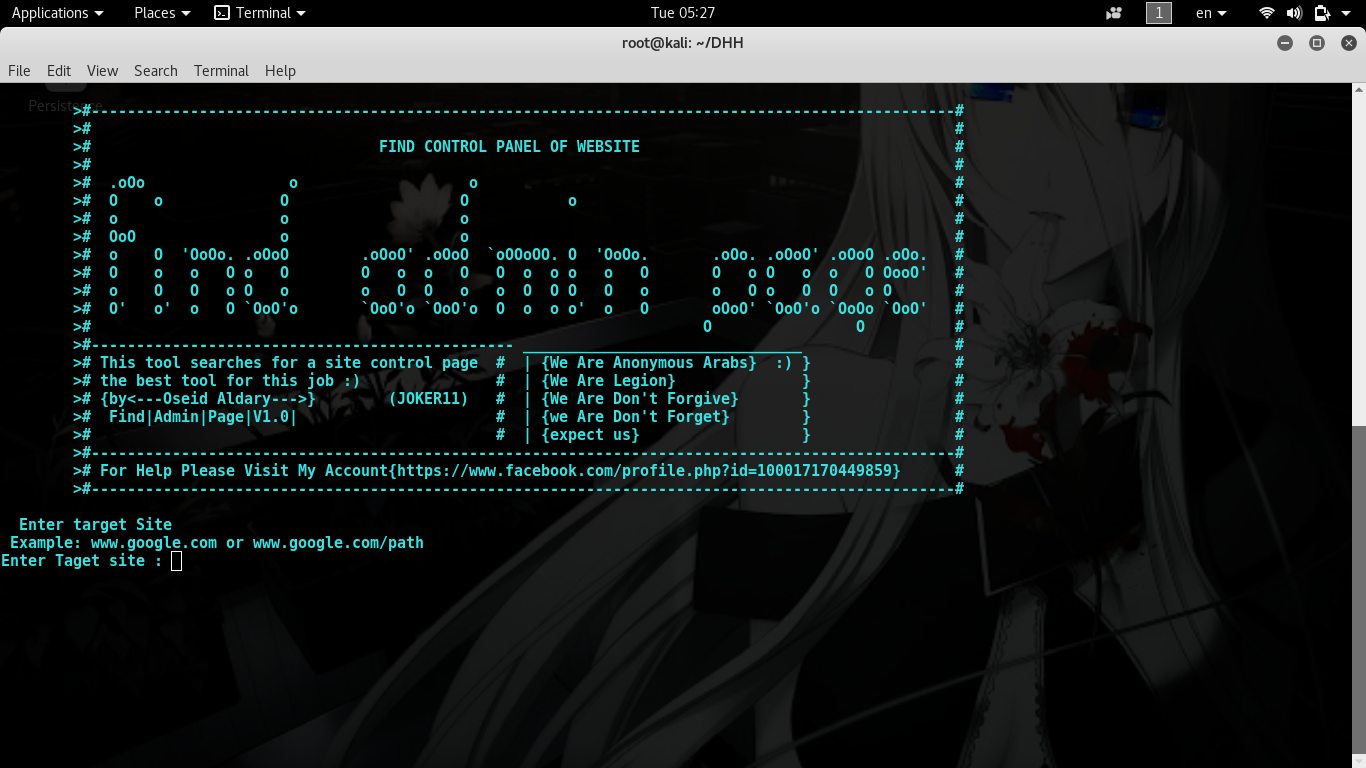 Applications Places Terminal Tue 05:27 1 en
root@kali: ~/DHH
File Edit View Search Terminal Help
Persistence
>#------------------------------------------------------------------------------------------------#
># #
># FIND CONTROL PANEL OF WEBSITE #
># #
>#  .oOo                o                   o                                                     #
>#  O    o             O                   O           o                                          #
>#  o                  o                   o                                                      #
>#  OoO                o                   o                                                      #
>#  o    O  'OoOo. .oOoO        .oOoO' .oOoO  `oOOoOO. O  'OoOo.       .oOo. .oOoO' .oOoO .oOo.   #
>#  O    o   o   O o   O        O   o  o   O   O  o  o  o   o   O       O   o O   o  o   O OooO'   #
>#  o    O   O   o O   o        o   O  O   o   o  O  O  O   O   o       o   O o   O  O   o O       #
>#  O'   o'  o   O `OoO'o       `OoO'o `OoO'o  O  o  o  o'  o   O       oOoO' `OoO'o `OoOo `OoO'   #
>#                                                                    O                O          #
>#----------------------------------------------- _______________________________ #
># This tool searches for a site control page # | {We Are Anonymous Arabs} :) } #
># the best tool for this job :) # | {We Are Legion} } #
># {by<---Oseid Aldary--->} (JOKER11) # | {We Are Don't Forgive} } #
># Find|Admin|Page|V1.0| # | {we Are Don't Forget} } #
># # | {expect us} } #
>#------------------------------------------------------------------------------------------------#
># For Help Please Visit My Account{https://www.facebook.com/profile.php?id=100017170449859} #
>#------------------------------------------------------------------------------------------------#
Enter target Site
Example: www.google.com or www.google.com/path
Enter Taget site :